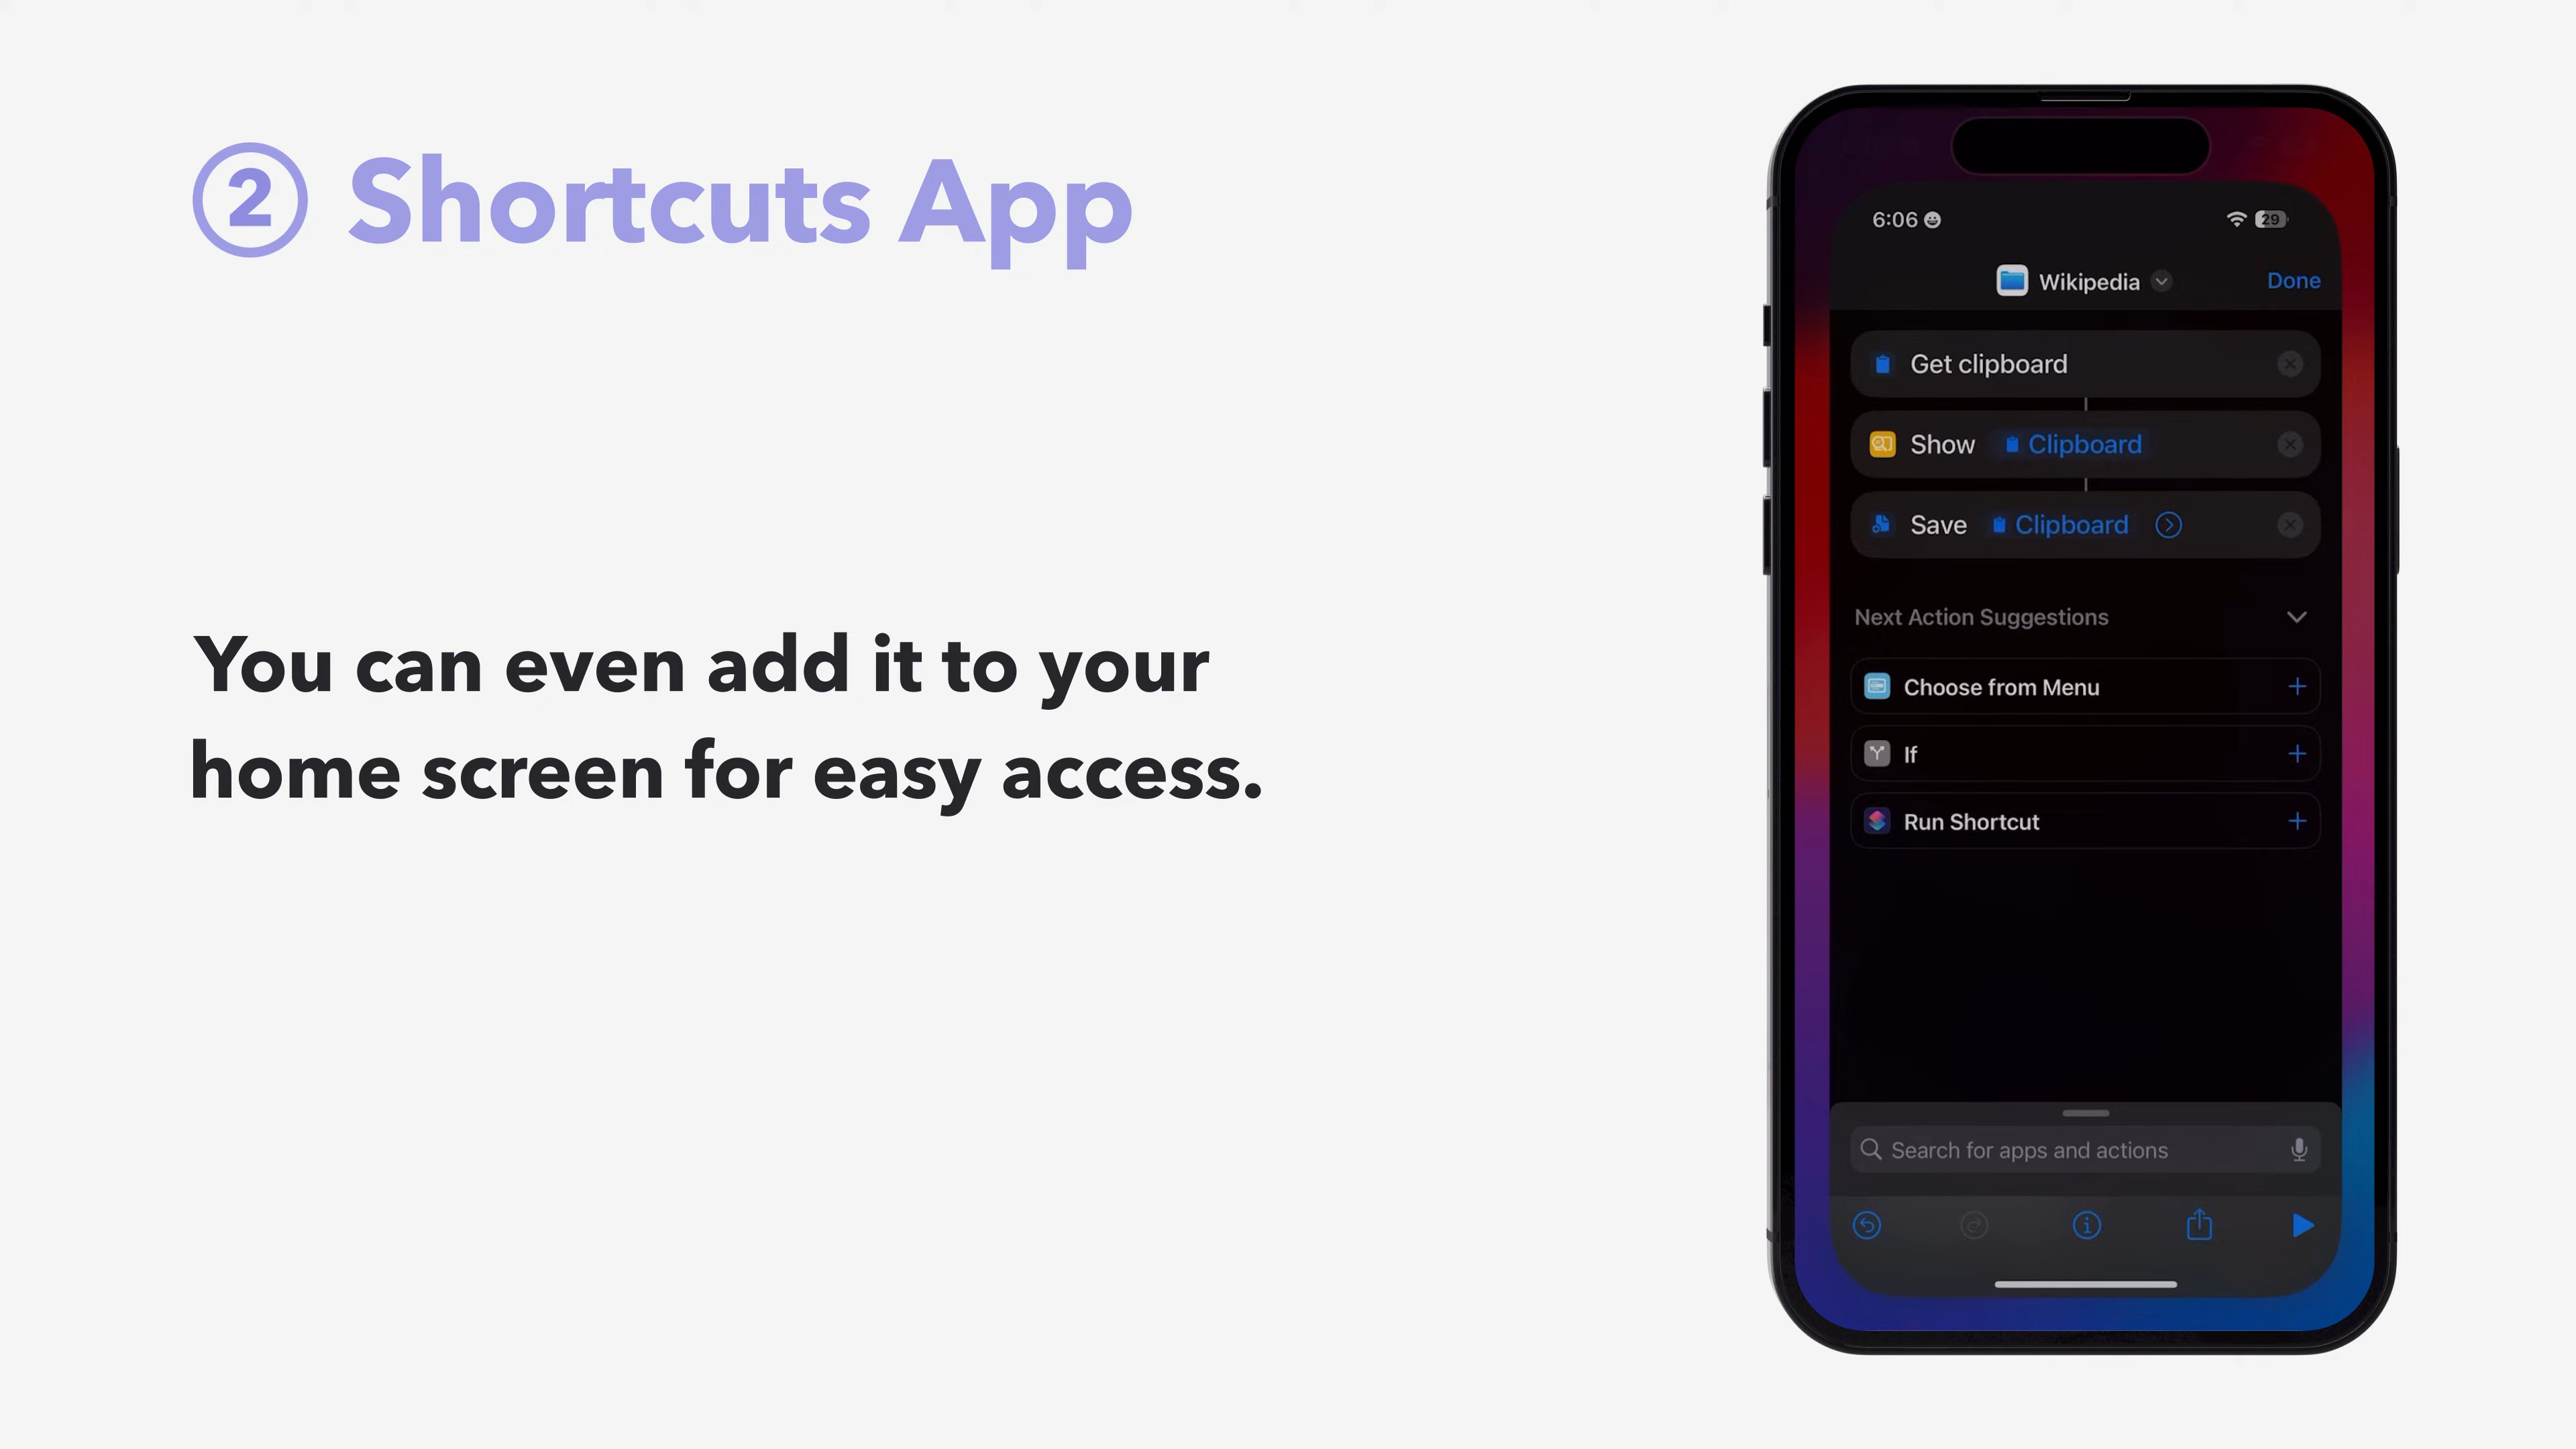 2 Shortcuts App
You can even add it to your
home screen for easy access.
6:06
29
Wikipedia
Done
Get clipboard
Show Clipboard
Save Clipboard
Next Action Suggestions
Choose from Menu
If
Run Shortcut
Search for apps and actions